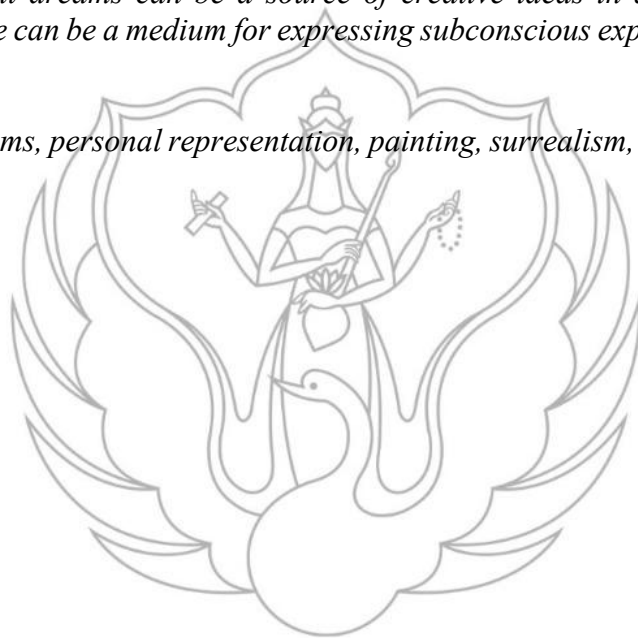 dreams can be a source of creative ideas in
e can be a medium for expressing subconscious exp
ms, personal representation, painting, surrealism,